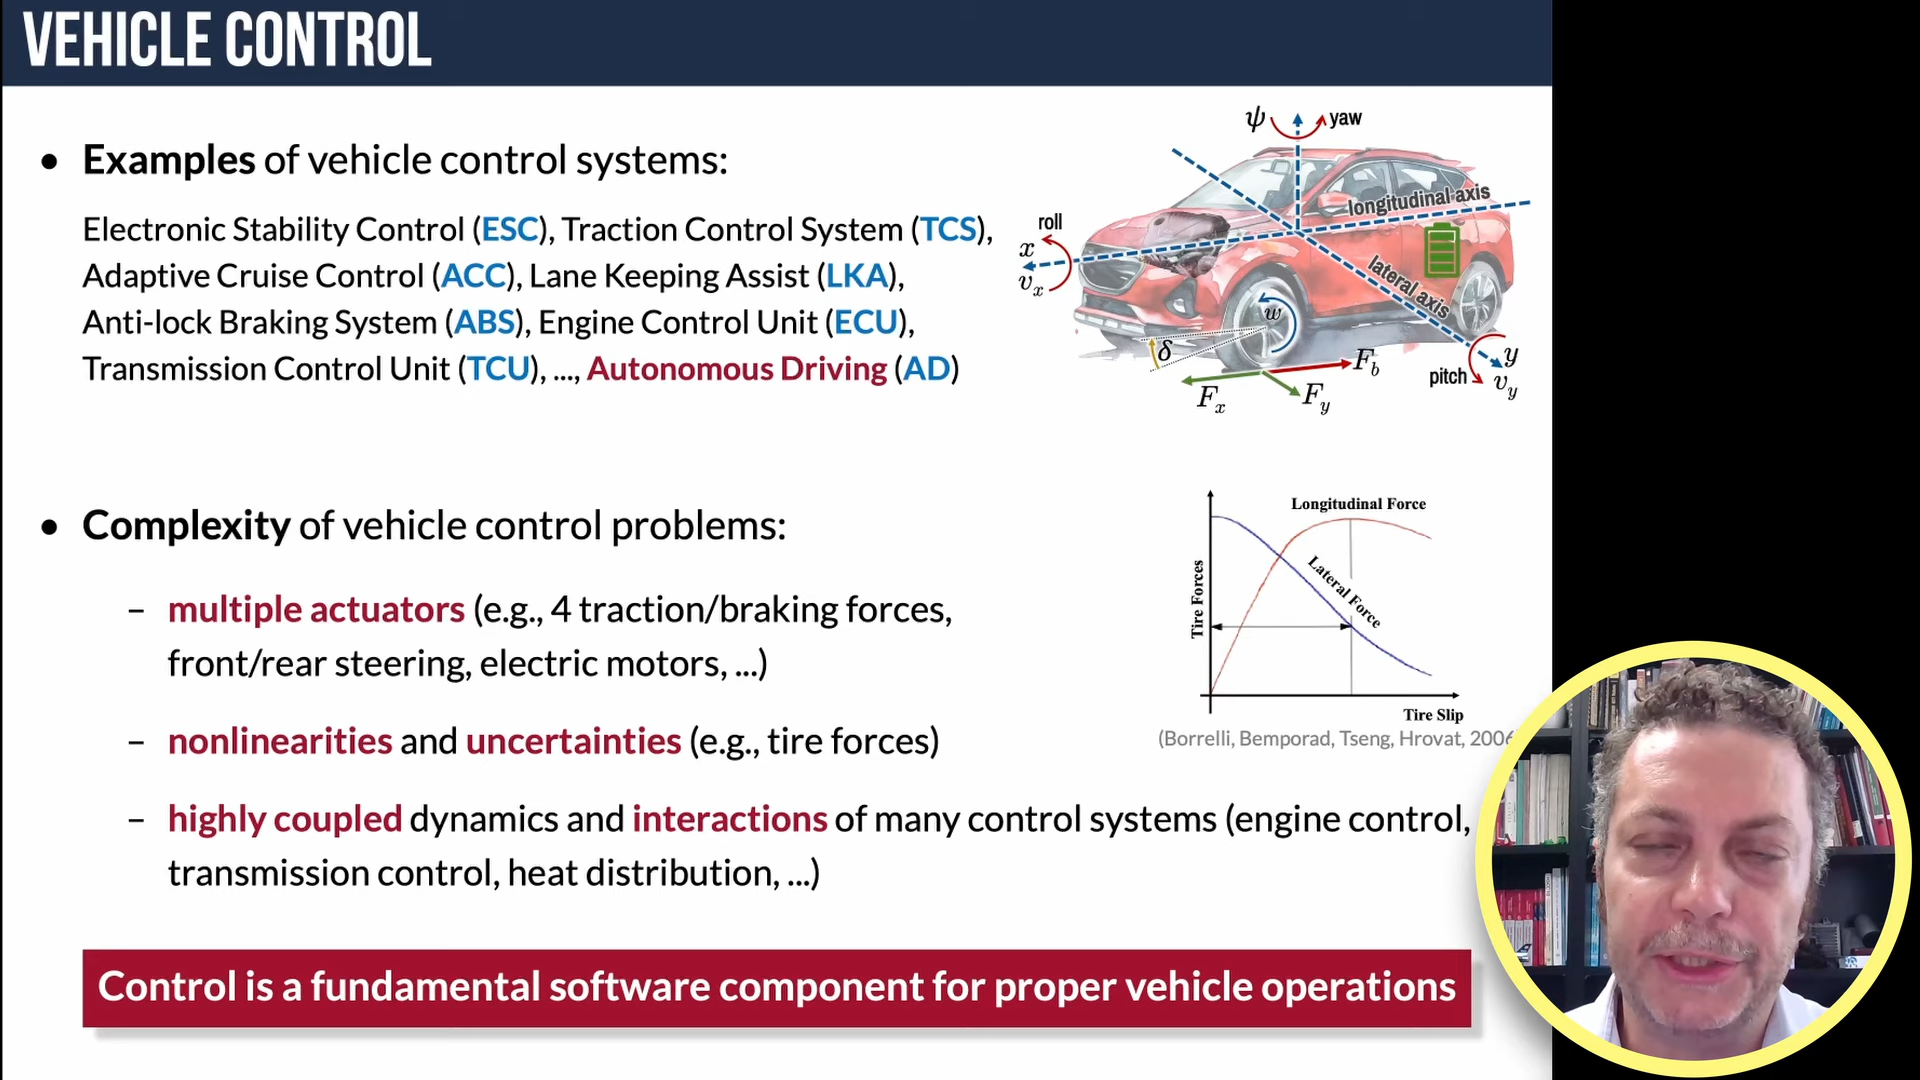 VEHICLE CONTROL
• Examples of vehicle control systems:
Electronic Stability Control (ESC), Traction Control System (TCS),
Adaptive Cruise Control (ACC), Lane Keeping Assist (LKA),
Anti-lock Braking System (ABS), Engine Control Unit (ECU),
Transmission Control Unit (TCU), ..., Autonomous Driving (AD)
ψ yaw
longitudinal axis
lateral axis
roll
x
v_x
w
δ
F_x
F_y
F_b
pitch
y
v_y
• Complexity of vehicle control problems:
– multiple actuators (e.g., 4 traction/braking forces,
front/rear steering, electric motors, ...)
– nonlinearities and uncertainties (e.g., tire forces)
– highly coupled dynamics and interactions of many control systems (engine control,
transmission control, heat distribution, ...)
Longitudinal Force
Lateral Force
Tire Forces
Tire Slip
(Borrelli, Bemporad, Tseng, Hrovat, 2006
Control is a fundamental software component for proper vehicle operations